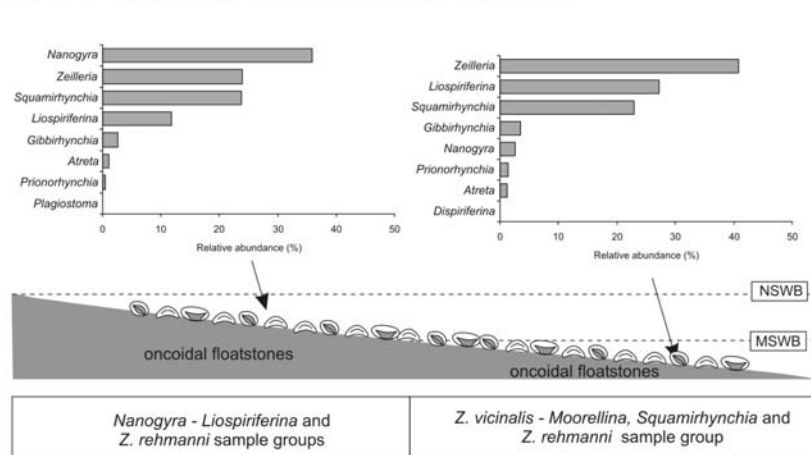 Nanogyra
Zeilleria
Squamirhynchia
Liospiriferina
Gibbirhynchia
Atreta
Prionorhynchia
Plagiostoma
0 10 20 30 40 50
Relative abundance (%)
Zeilleria
Liospiriferina
Squamirhynchia
Gibbirhynchia
Nanogyra
Prionorhynchia
Atreta
Dispiriferina
0 10 20 30 40 50
Relative abundance (%)
NSWB
MSWB
oncoidal floatstones
oncoidal floatstones
Nanogyra - Liospiriferina and
Z. rehmanni sample groups
Z. vicinalis - Moorellina, Squamirhynchia and
Z. rehmanni sample group